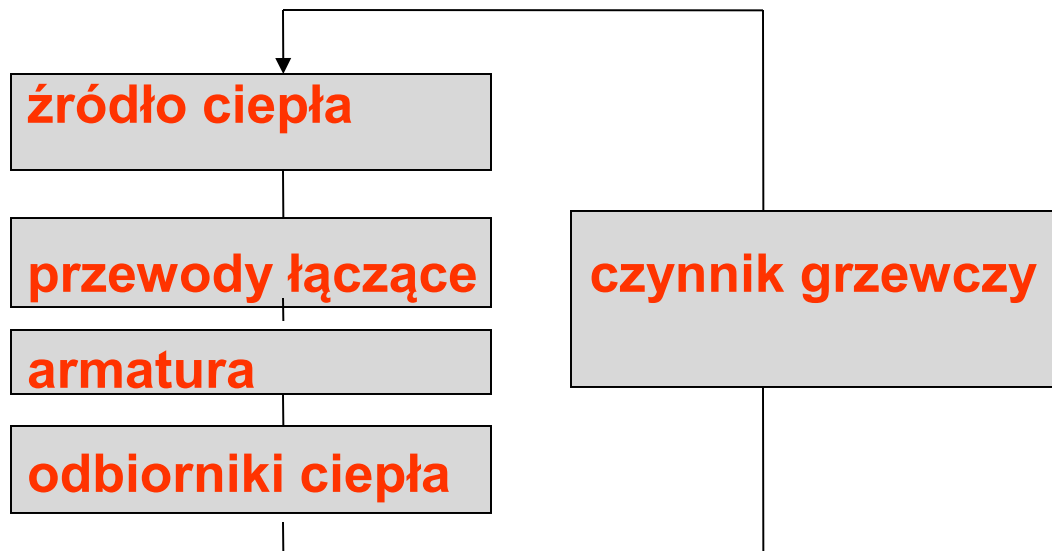 źródło ciepła
przewody łączące
armatura
odbiorniki ciepła
czynnik grzewczy